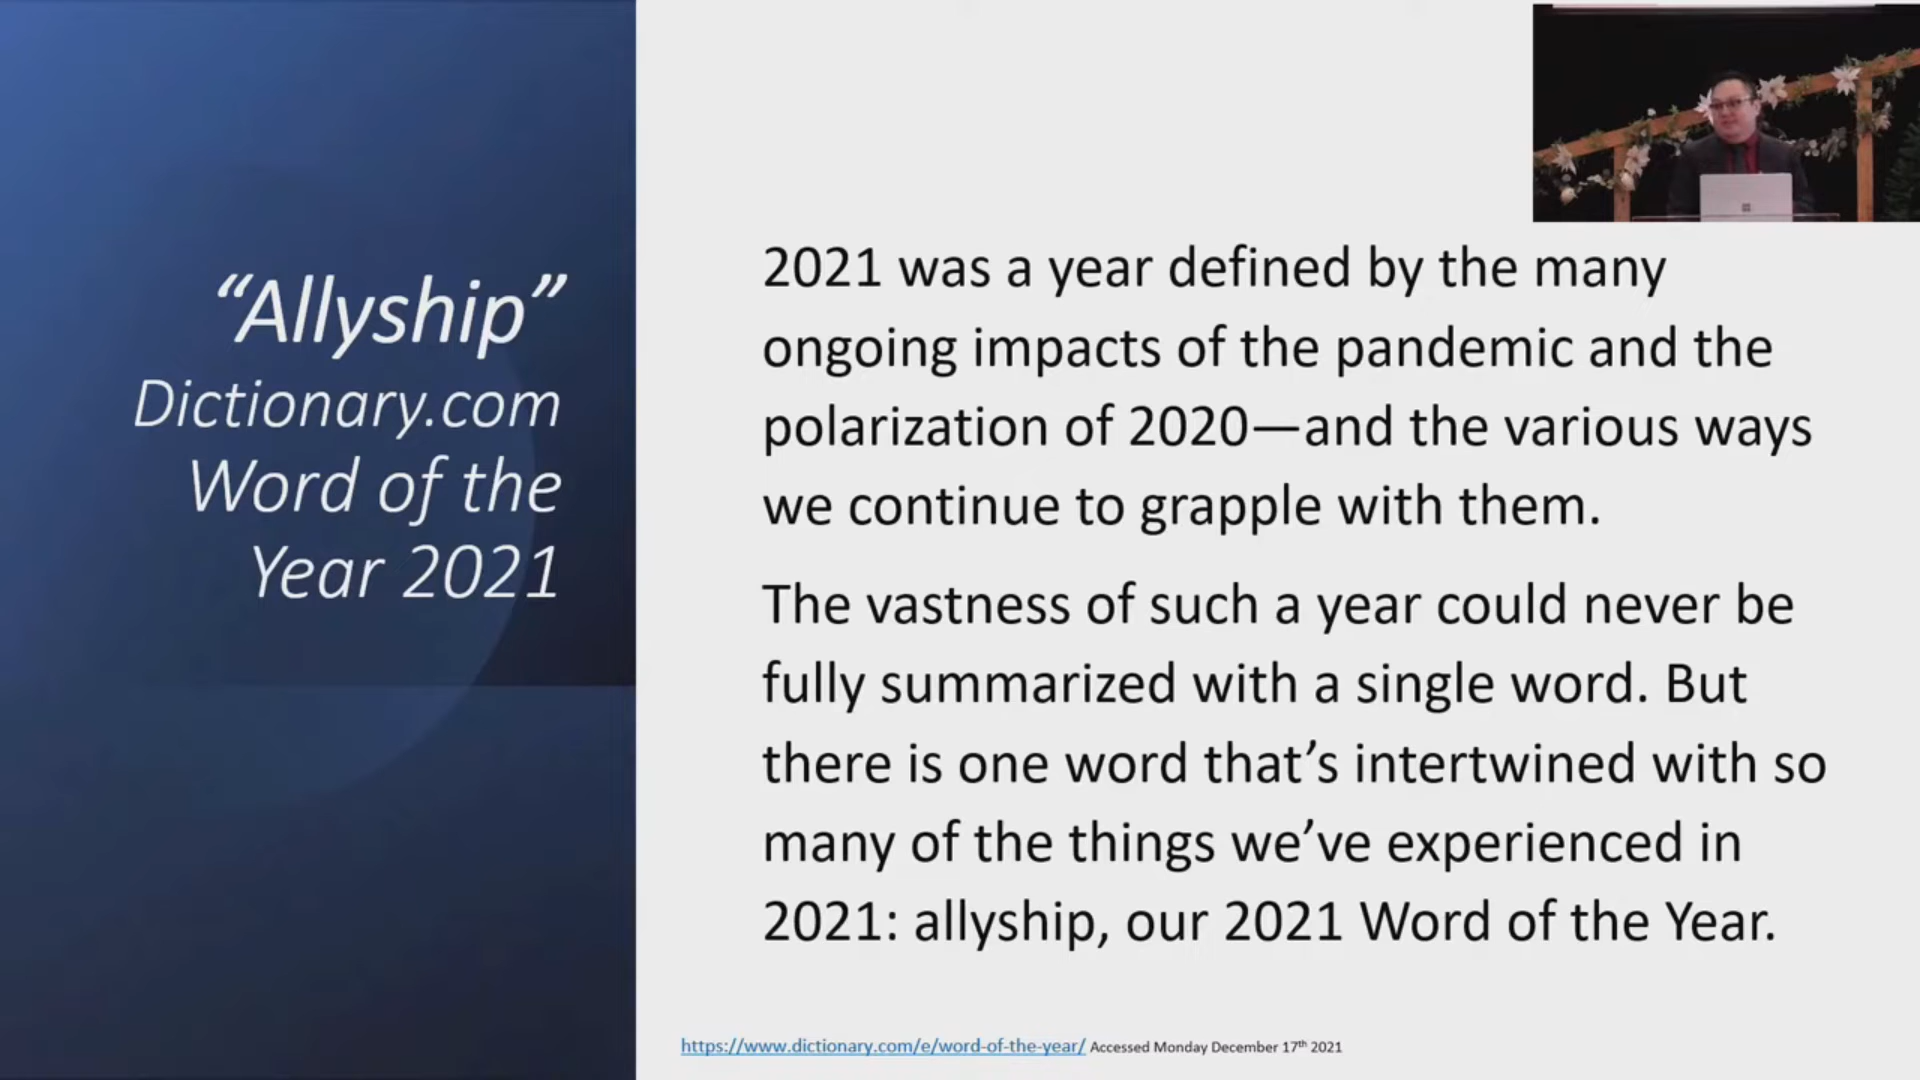 “Allyship”
Dictionary.com
Word of the
Year 2021
2021 was a year defined by the many
ongoing impacts of the pandemic and the
polarization of 2020—and the various ways
we continue to grapple with them.
The vastness of such a year could never be
fully summarized with a single word. But
there is one word that’s intertwined with so
many of the things we’ve experienced in
2021: allyship, our 2021 Word of the Year.
https://www.dictionary.com/e/word-of-the-year/ Accessed Monday December 17th 2021